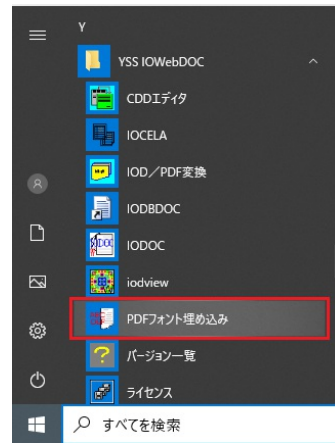 Y
YSS IOWebDOC
CDDIエディタ
IOCELA
IOD／PDF変換
IODBDOC
IODOC
iodview
PDFフォント埋め込み
バージョン一覧
ライセンス
すべてを検索